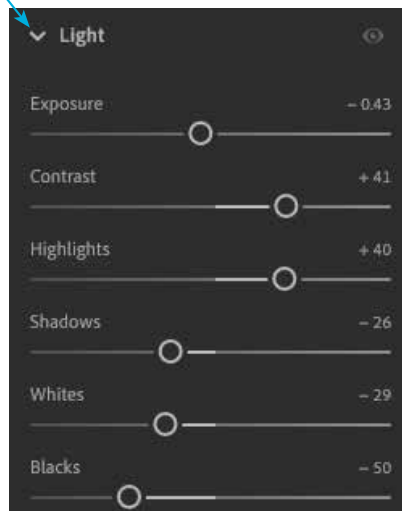 Light
Exposure – 0.43
Contrast + 41
Highlights + 40
Shadows – 26
Whites – 29
Blacks – 50